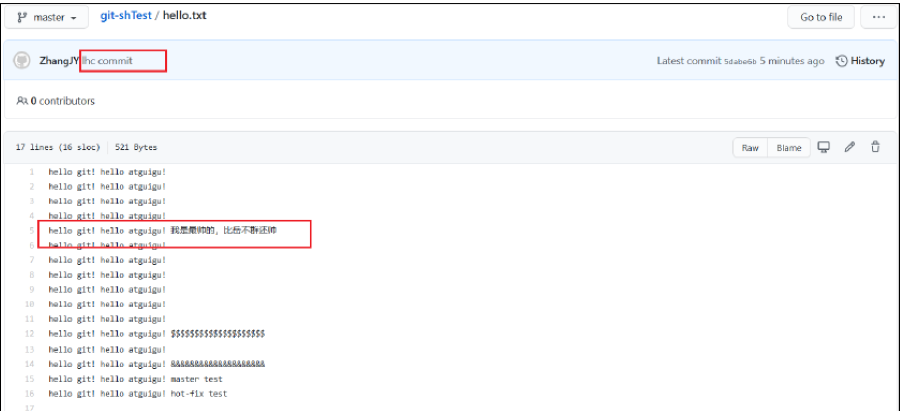 master
git-shTest / hello.txt
Go to file
...
ZhangJY lhc commit
Latest commit 5dabe6b 5 minutes ago History
0 contributors
17 lines (16 sloc) 521 Bytes
Raw Blame
1 hello git! hello atguigu!
2 hello git! hello atguigu!
3 hello git! hello atguigu!
4 hello git! hello atguigu!
5 hello git! hello atguigu! 我是最帅的，比岳不群还帅
6 hello git! hello atguigu!
7 hello git! hello atguigu!
8 hello git! hello atguigu!
9 hello git! hello atguigu!
10 hello git! hello atguigu!
11 hello git! hello atguigu!
12 hello git! hello atguigu! $$$$$$$$$$$$$$$$$$$$
13 hello git! hello atguigu!
14 hello git! hello atguigu! &&&&&&&&&&&&&&&&&&&&
15 hello git! hello atguigu! master test
16 hello git! hello atguigu! hot-fix test
17